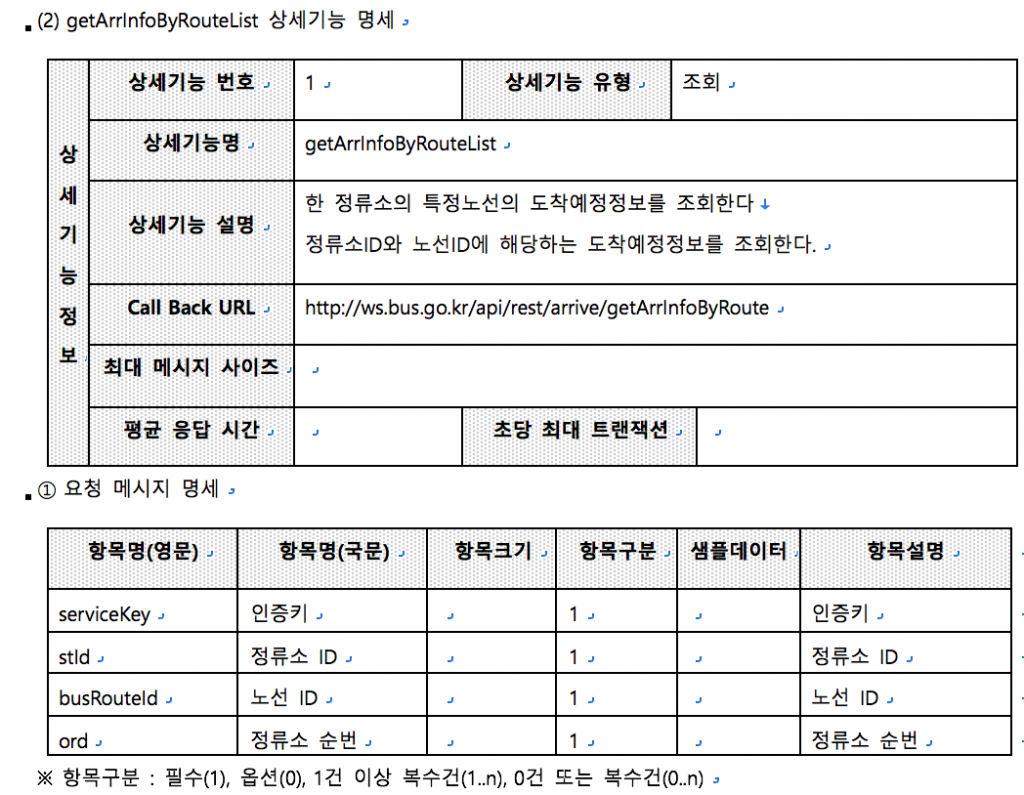 (2) getArrInfoByRouteList 상세기능 명세
상세기능정보
상세기능 번호 1 상세기능 유형 조회
상세기능명 getArrInfoByRouteList
상세기능 설명 한 정류소의 특정노선의 도착예정정보를 조회한다
정류소ID와 노선ID에 해당하는 도착예정정보를 조회한다.
Call Back URL http://ws.bus.go.kr/api/rest/arrive/getArrInfoByRoute
최대 메시지 사이즈
평균 응답 시간 초당 최대 트랜잭션
① 요청 메시지 명세
항목명(영문) 항목명(국문) 항목크기 항목구분 샘플데이터 항목설명
serviceKey 인증키 1 인증키
stId 정류소 ID 1 정류소 ID
busRouteId 노선 ID 1 노선 ID
ord 정류소 순번 1 정류소 순번
※ 항목구분 : 필수(1), 옵션(0), 1건 이상 복수건(1..n), 0건 또는 복수건(0..n)